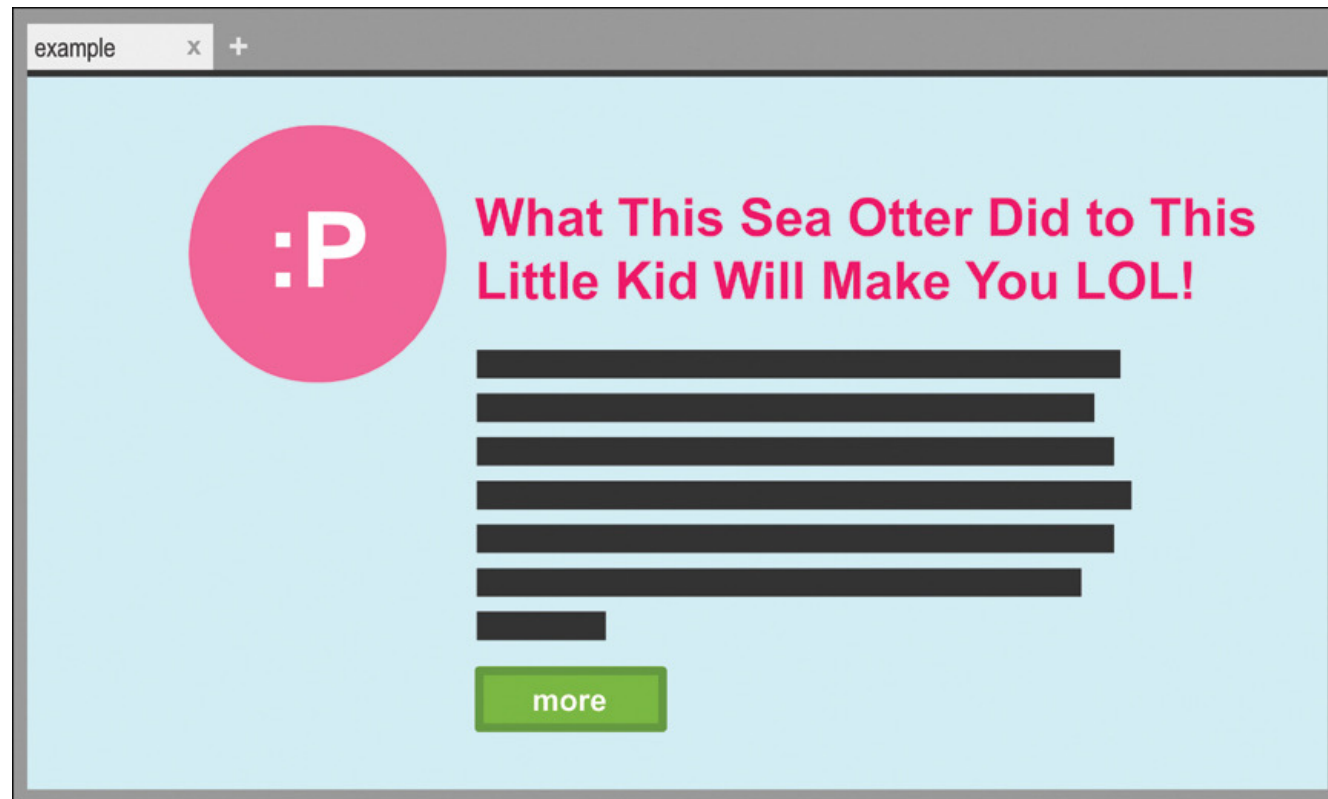 example x +
:P
What This Sea Otter Did to This
Little Kid Will Make You LOL!
more